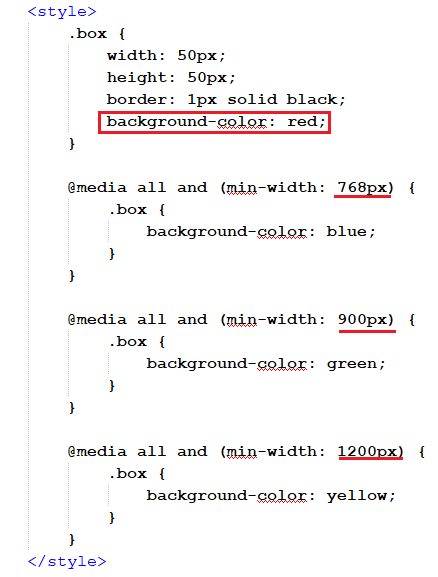 <style>
.box {
width: 50px;
height: 50px;
border: 1px solid black;
background-color: red;
}
@media all and (min-width: 768px) {
.box {
background-color: blue;
}
}
@media all and (min-width: 900px) {
.box {
background-color: green;
}
}
@media all and (min-width: 1200px) {
.box {
background-color: yellow;
}
}
</style>